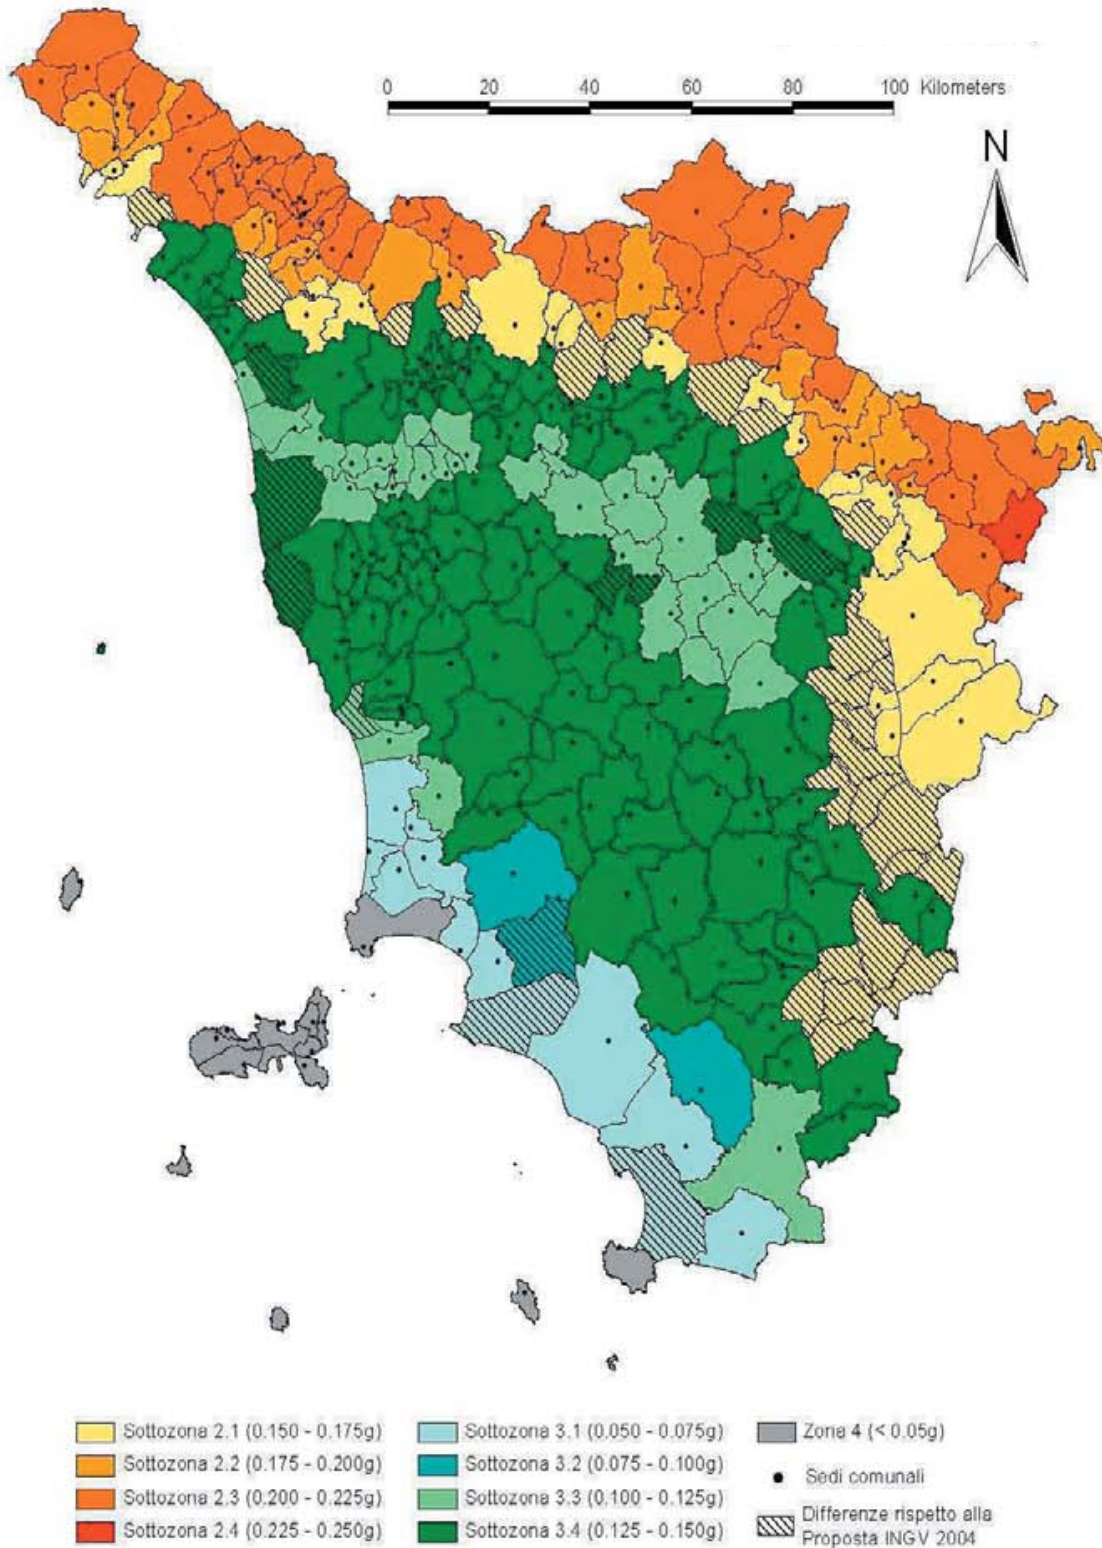 0 20 40 60 80 100 Kilometers
N
Sottozona 2.1 (0.150 - 0.175g)
Sottozona 2.2 (0.175 - 0.200g)
Sottozona 2.3 (0.200 - 0.225g)
Sottozona 2.4 (0.225 - 0.250g)
Sottozona 3.1 (0.050 - 0.075g)
Sottozona 3.2 (0.075 - 0.100g)
Sottozona 3.3 (0.100 - 0.125g)
Sottozona 3.4 (0.125 - 0.150g)
Zona 4 (< 0.05g)
Sedi comunali
Differenze rispetto alla
Proposta INGV 2004